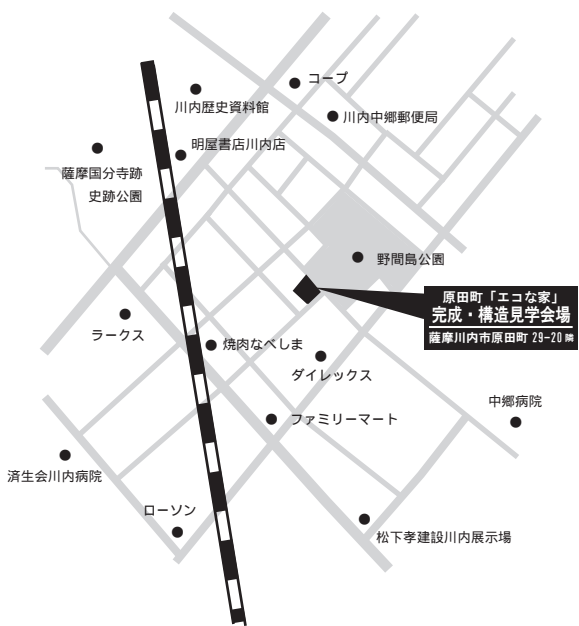 コープ
川内歴史資料館
川内中郷郵便局
明屋書店川内店
薩摩国分寺跡
史跡公園
野間島公園
原田町「エコな家」
完成・構造見学会場
薩摩川内市原田町 29-20 隣
ラークス
焼肉なべしま
ダイレックス
中郷病院
ファミリーマート
済生会川内病院
ローソン
松下孝建設川内展示場